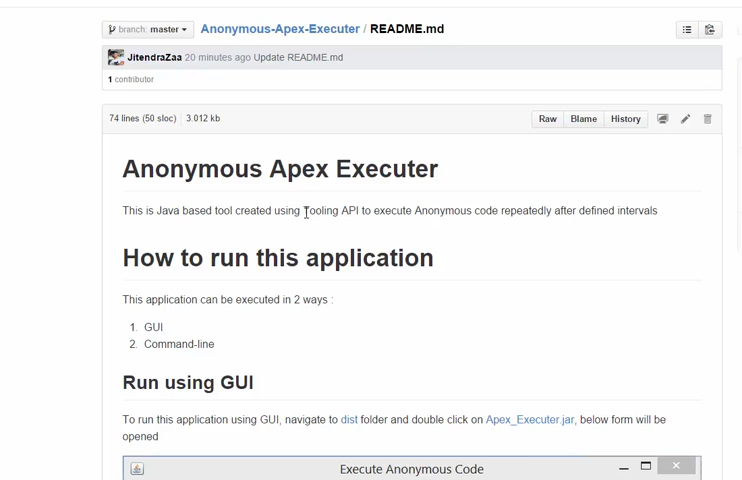 branch: master Anonymous-Apex-Executer / README.md
JitendraZaa 20 minutes ago Update README.md
1 contributor
74 lines (50 sloc) 3.012 kb Raw Blame History
Anonymous Apex Executer
This is Java based tool created using Tooling API to execute Anonymous code repeatedly after defined intervals
How to run this application
This application can be executed in 2 ways :
1. GUI
2. Command-line
Run using GUI
To run this application using GUI, navigate to dist folder and double click on Apex_Executer.jar, below form will be
opened
Execute Anonymous Code